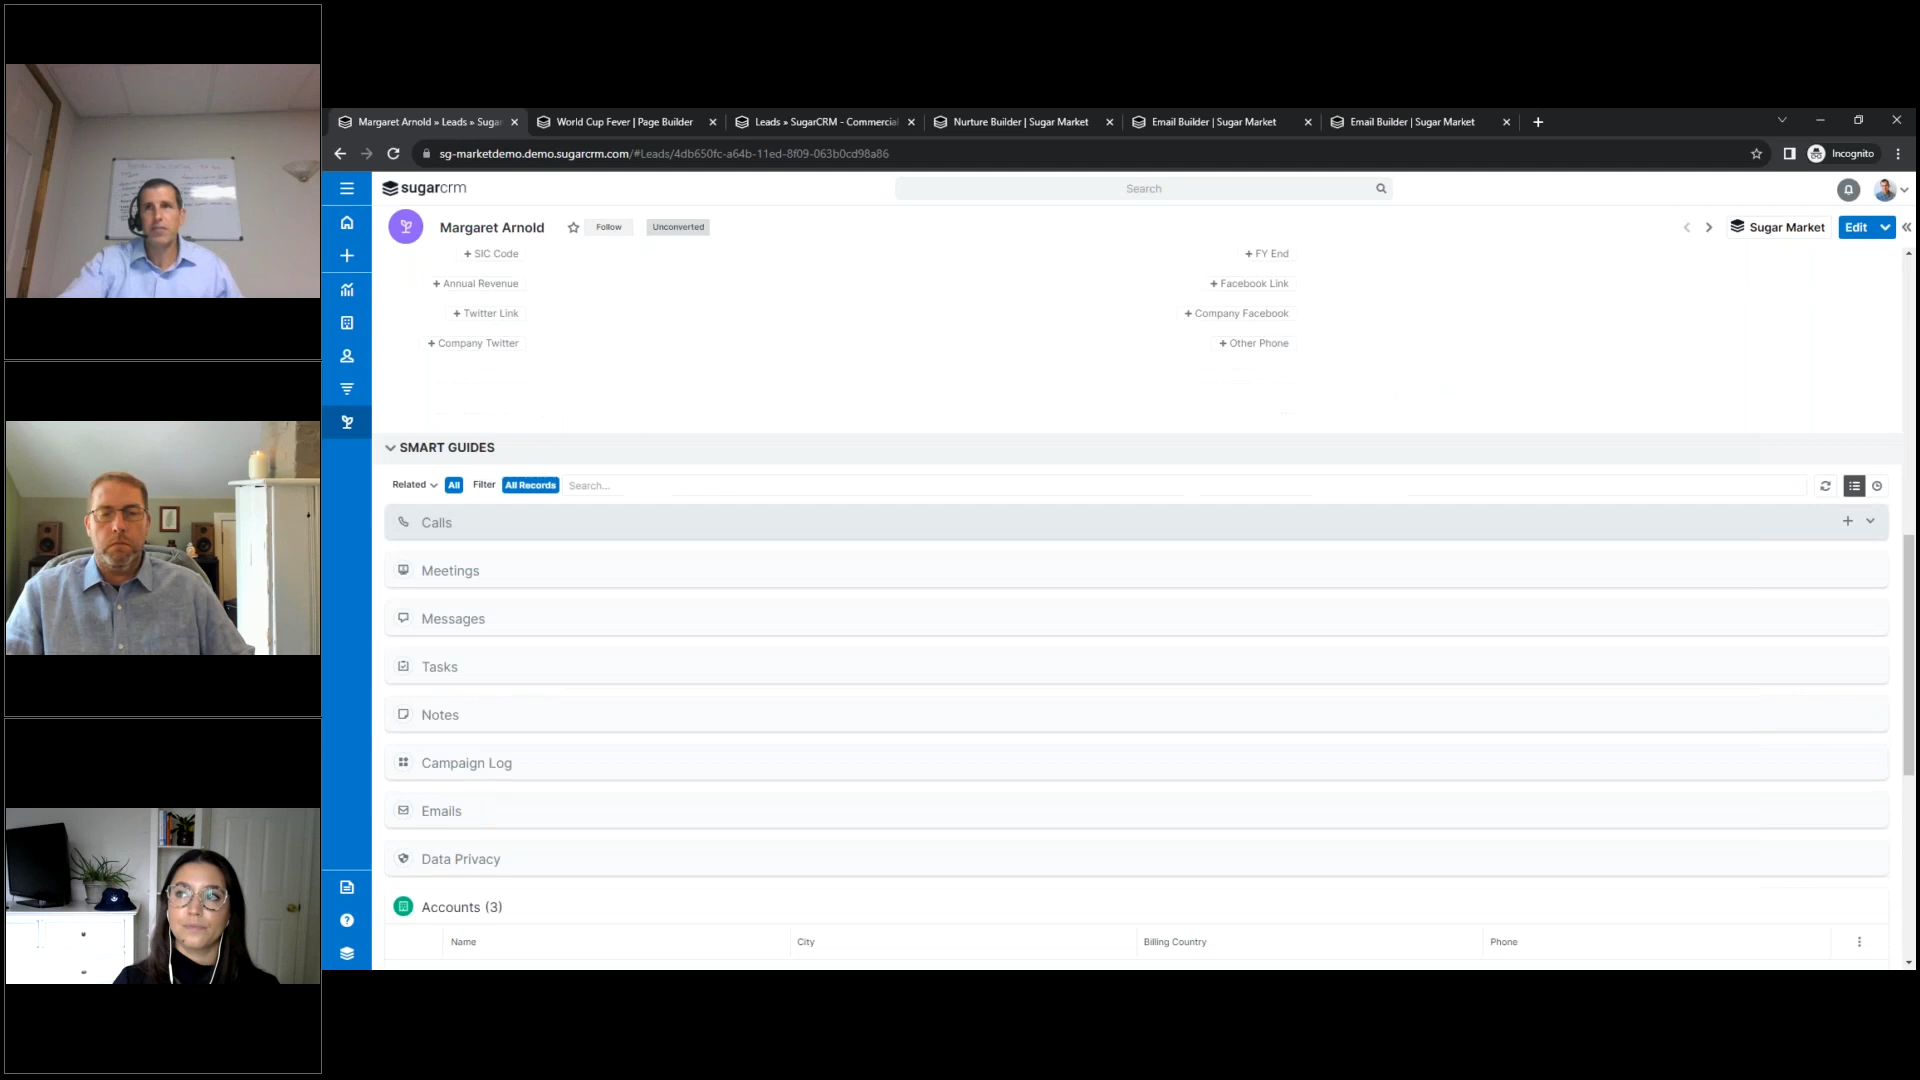 Margaret Arnold » Leads » Sugar
World Cup Fever | Page Builder
Leads » SugarCRM - Commercial
Nurture Builder | Sugar Market
Email Builder | Sugar Market
Email Builder | Sugar Market
sg-marketdemo.demo.sugarcrm.com/#Leads/4db650fc-a64b-11ed-8f09-063b0cd98a86
Incognito
sugarcrm
Search
Margaret Arnold
Follow
Unconverted
Sugar Market
Edit
+ SIC Code
+ FY End
+ Annual Revenue
+ Facebook Link
+ Twitter Link
+ Company Facebook
+ Company Twitter
+ Other Phone
SMART GUIDES
Related
All
Filter
All Records
Search...
Calls
Meetings
Messages
Tasks
Notes
Campaign Log
Emails
Data Privacy
Accounts (3)
Name
City
Billing Country
Phone